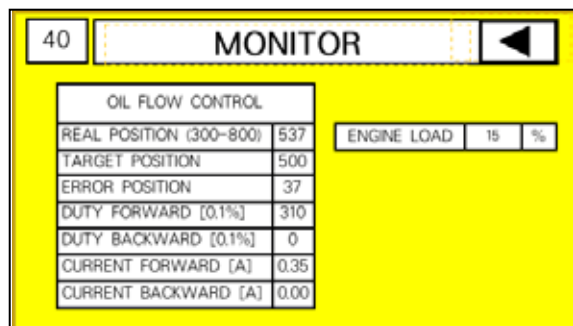 40 MONITOR
OIL FLOW CONTROL
REAL POSITION (300-800) 537
TARGET POSITION 500
ERROR POSITION 37
DUTY FORWARD [0.1%] 310
DUTY BACKWARD [0.1%] 0
CURRENT FORWARD [A] 0.35
CURRENT BACKWARD [A] 0.00
ENGINE LOAD 15 %